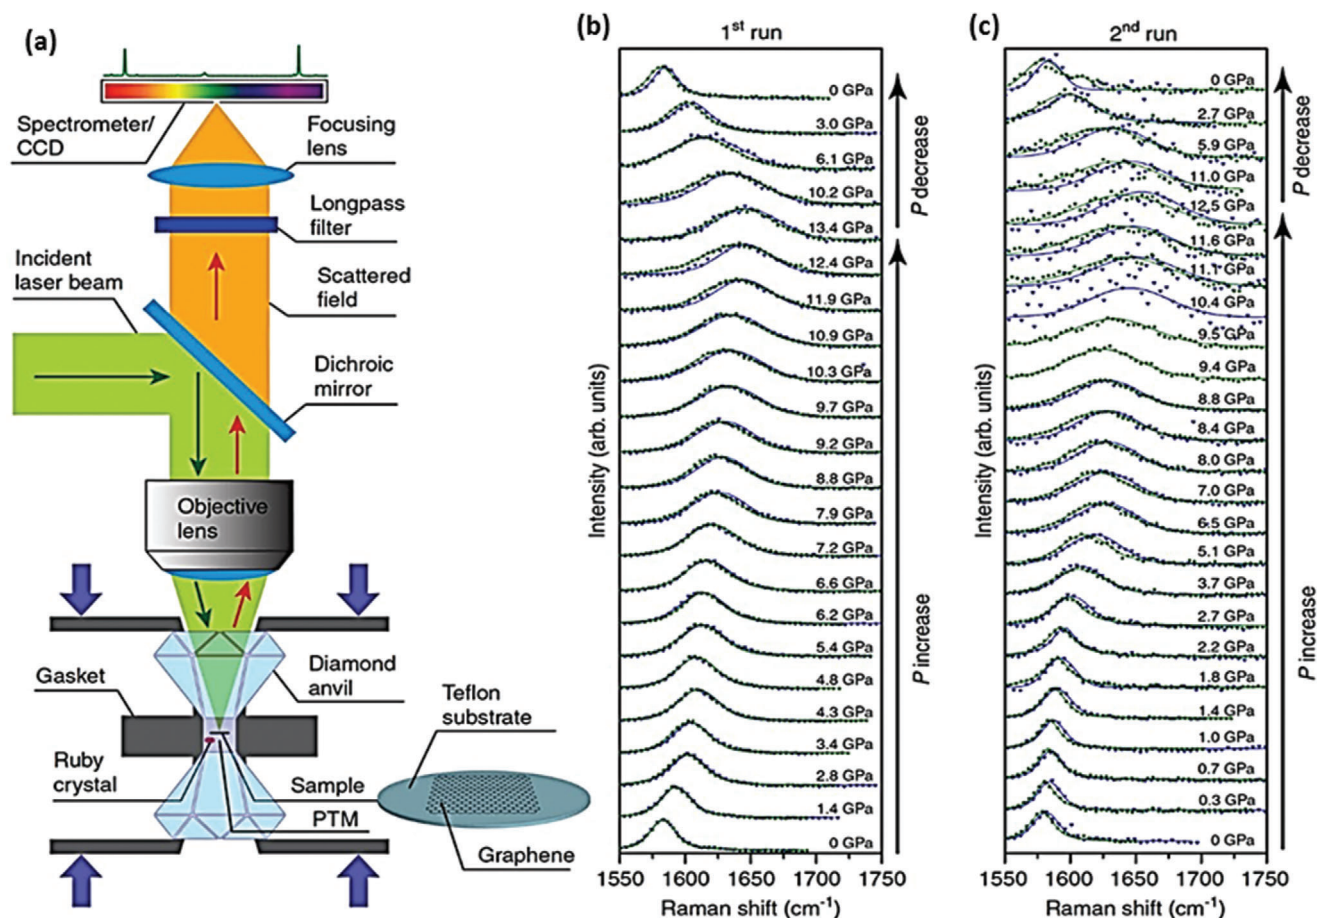 (a)
Spectrometer/
CCD
Focusing
lens
Longpass
filter
Incident
laser beam
Scattered
field
Dichroic
mirror
Objective
lens
Gasket
Diamond
anvil
Teflon
substrate
Ruby
crystal
Sample
PTM
Graphene
(b)
1st run
0 GPa
3.0 GPa
6.1 GPa
10.2 GPa
13.4 GPa
12.4 GPa
11.9 GPa
10.9 GPa
10.3 GPa
9.7 GPa
9.2 GPa
8.8 GPa
7.9 GPa
7.2 GPa
6.6 GPa
6.2 GPa
5.4 GPa
4.8 GPa
4.3 GPa
3.4 GPa
2.8 GPa
1.4 GPa
0 GPa
P decrease
P increase
Intensity (arb. units)
1550 1600 1650 1700 1750
Raman shift (cm-1)
(c)
2nd run
0 GPa
2.7 GPa
5.9 GPa
11.0 GPa
12.5 GPa
11.6 GPa
11.1 GPa
10.4 GPa
9.5 GPa
9.4 GPa
8.8 GPa
8.4 GPa
8.0 GPa
7.0 GPa
6.5 GPa
5.1 GPa
3.7 GPa
2.7 GPa
2.2 GPa
1.8 GPa
1.4 GPa
1.0 GPa
0.7 GPa
0.3 GPa
0 GPa
P decrease
P increase
Intensity (arb. units)
1550 1600 1650 1700 1750
Raman shift (cm-1)